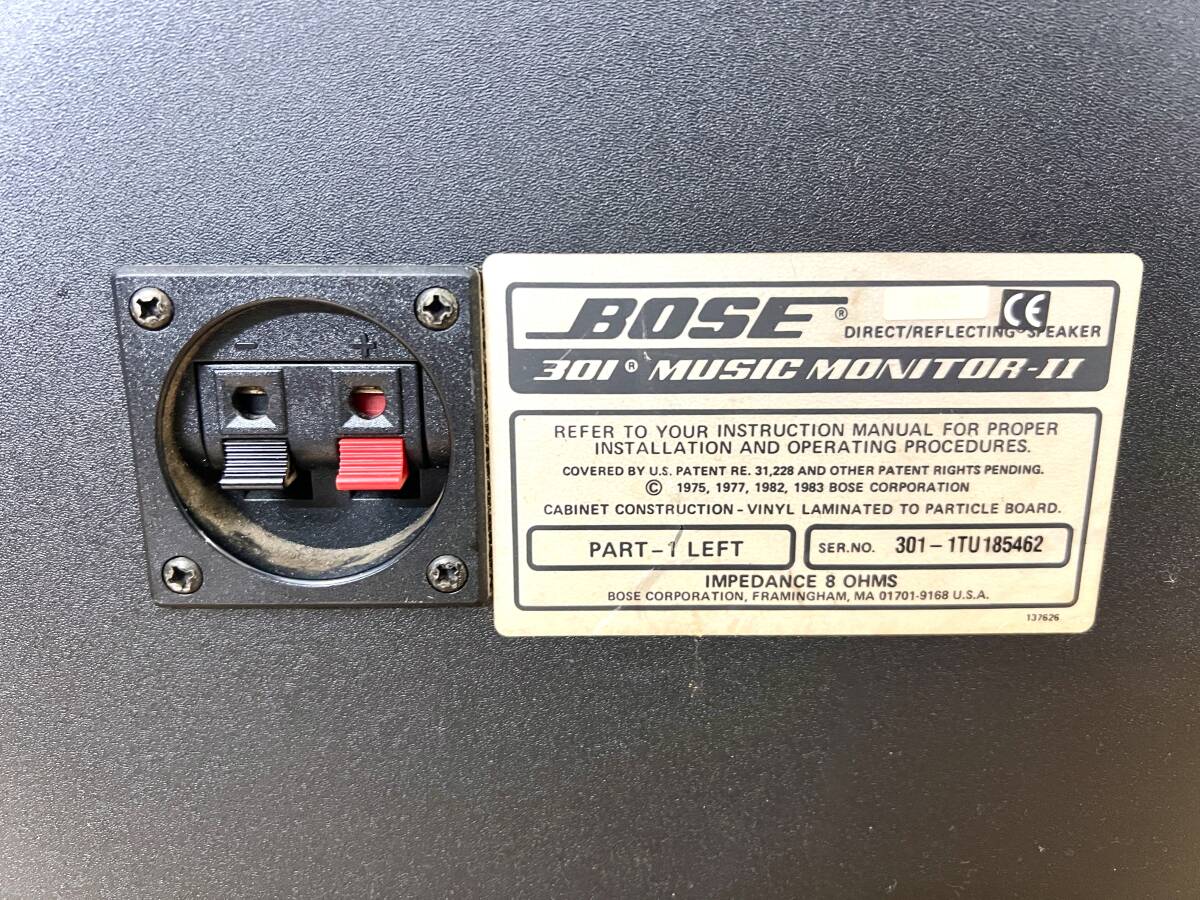 - +
BOSE ® CE
DIRECT/REFLECTING® SPEAKER
301® MUSIC MONITOR-II
REFER TO YOUR INSTRUCTION MANUAL FOR PROPER
INSTALLATION AND OPERATING PROCEDURES.
COVERED BY U.S. PATENT RE. 31,228 AND OTHER PATENT RIGHTS PENDING.
© 1975, 1977, 1982, 1983 BOSE CORPORATION
CABINET CONSTRUCTION - VINYL LAMINATED TO PARTICLE BOARD.
PART-1 LEFT
SER.NO. 301-1TU185462
IMPEDANCE 8 OHMS
BOSE CORPORATION, FRAMINGHAM, MA 01701-9168 U.S.A.
137626